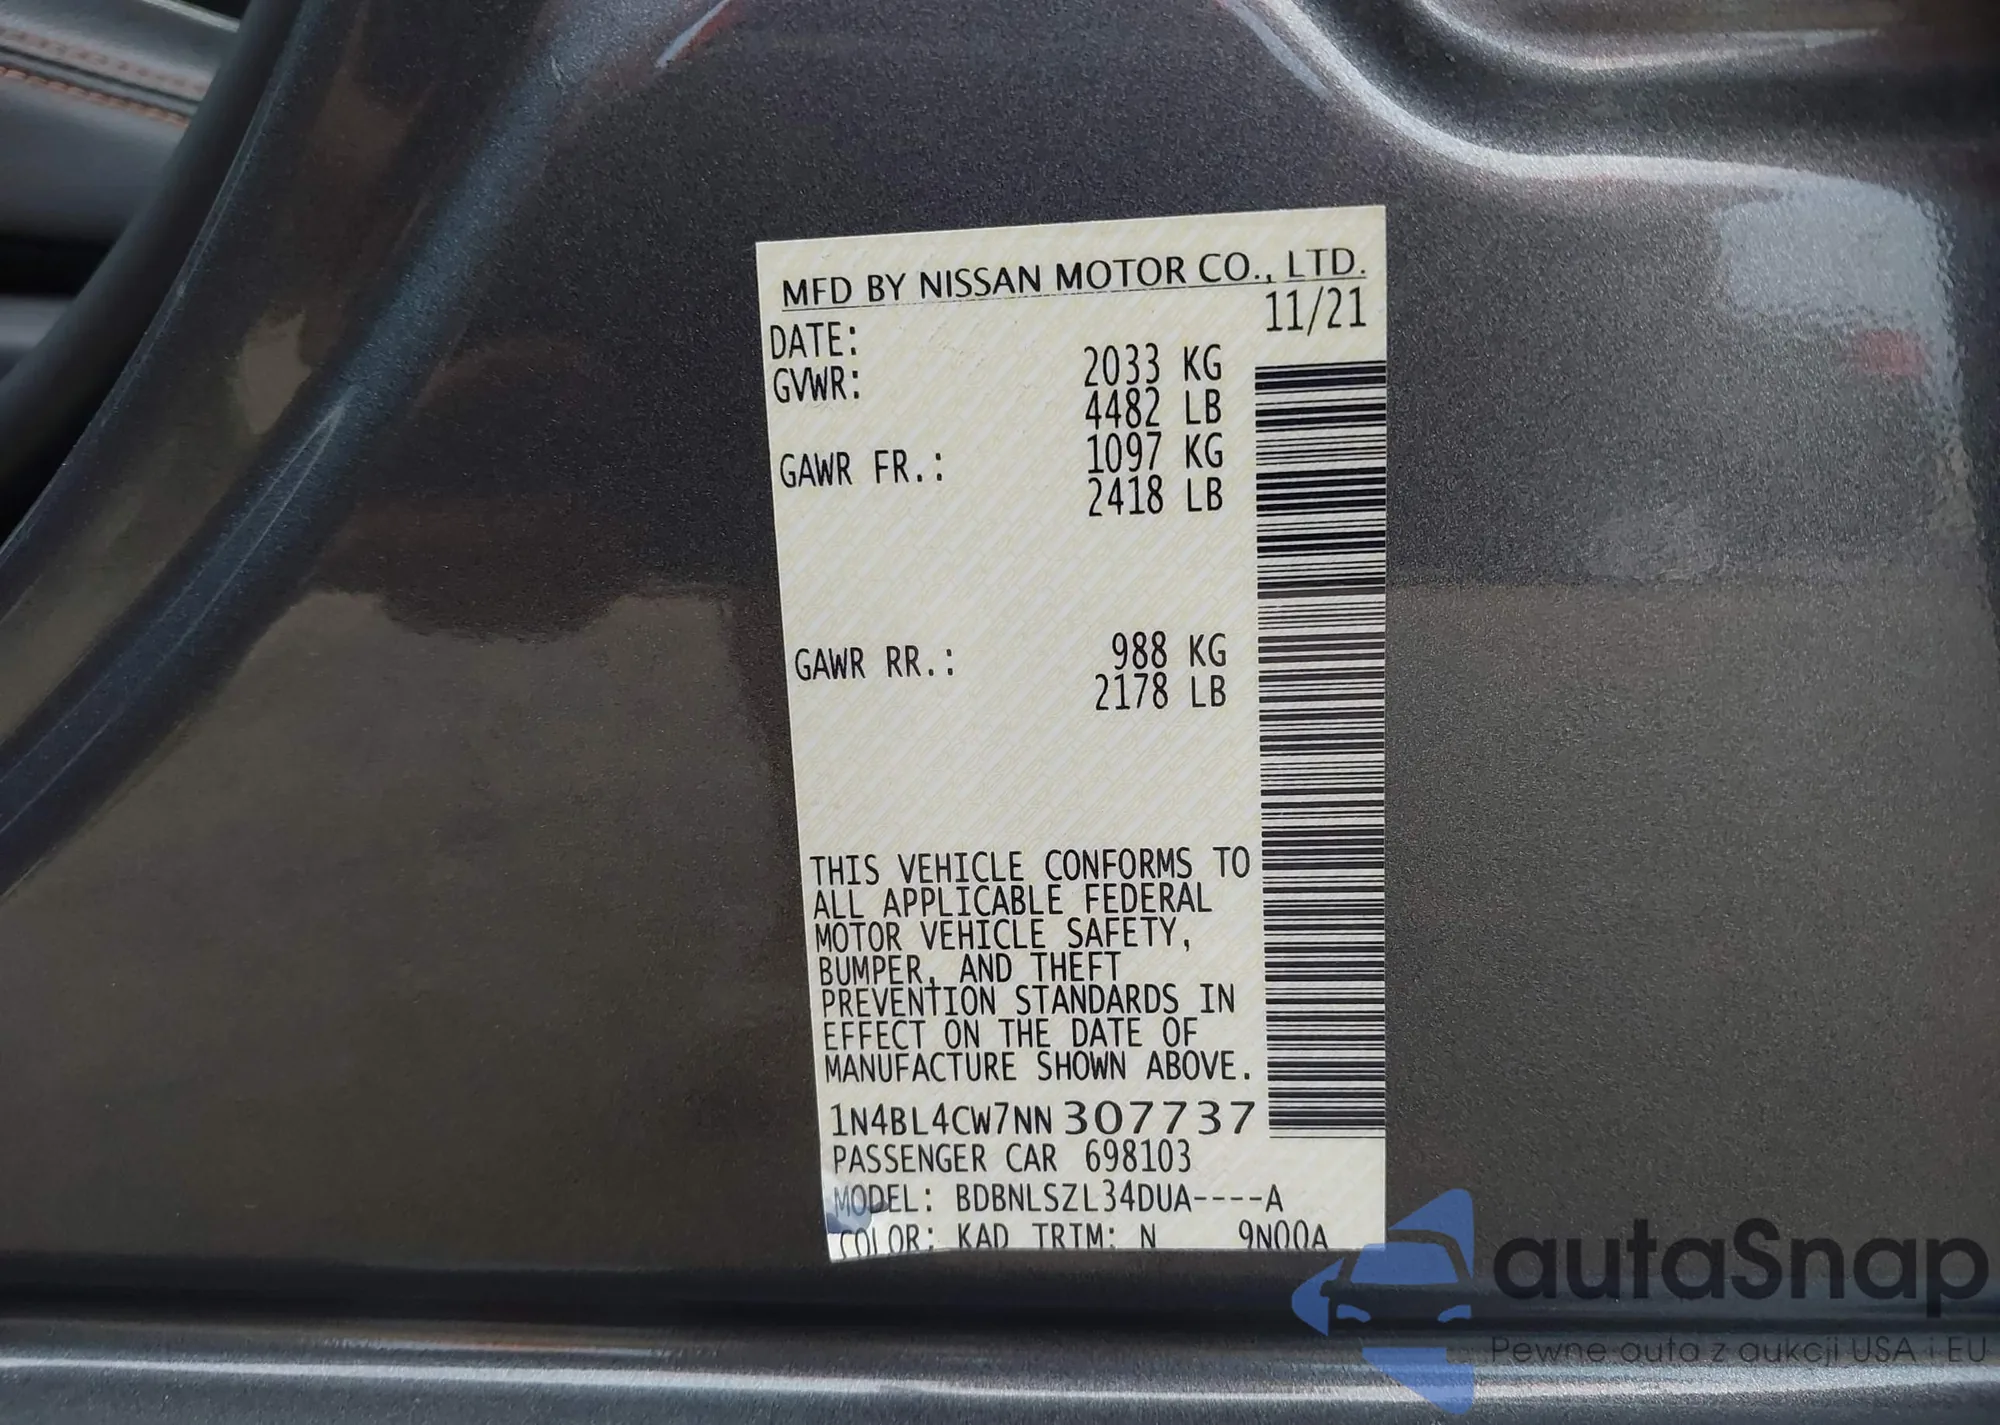 MFD BY NISSAN MOTOR CO., LTD.
DATE: 11/21
GVWR: 2033 KG
4482 LB
GAWR FR.: 1097 KG
2418 LB
GAWR RR.: 988 KG
2178 LB
THIS VEHICLE CONFORMS TO
ALL APPLICABLE FEDERAL
MOTOR VEHICLE SAFETY,
BUMPER, AND THEFT
PREVENTION STANDARDS IN
EFFECT ON THE DATE OF
MANUFACTURE SHOWN ABOVE.
1N4BL4CW7NN307737
PASSENGER CAR 698103
MODEL: BDBNLSZL34DUA----A
COLOR: KAD TRIM: N 9N00A
autaSnap
Pewne auta z aukcji USA i EU